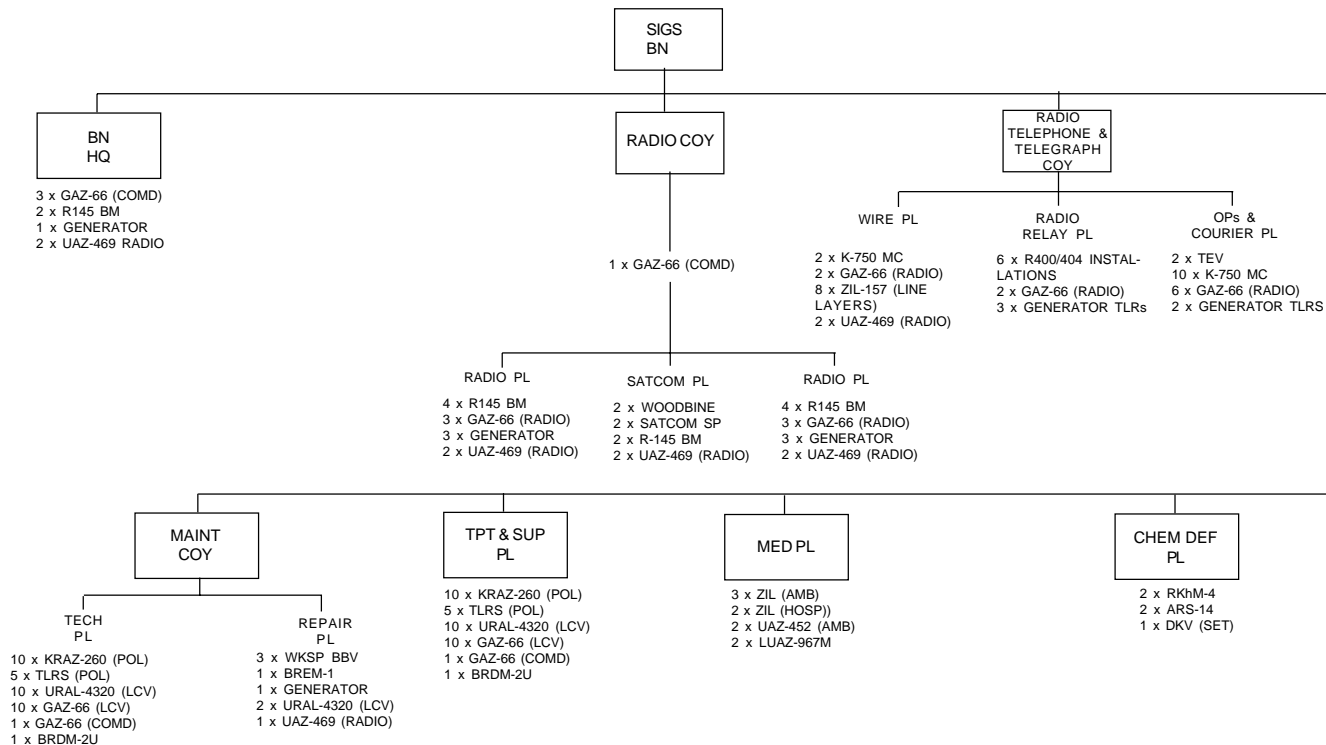 SIGS
BN
BN
HQ
3 x GAZ-66 (COMD)
2 x R145 BM
1 x GENERATOR
2 x UAZ-469 RADIO
RADIO COY
1 x GAZ-66 (COMD)
RADIO
TELEPHONE &
TELEGRAPH
COY
WIRE PL
2 x K-750 MC
2 x GAZ-66 (RADIO)
8 x ZIL-157 (LINE
LAYERS)
2 x UAZ-469 (RADIO)
RADIO
RELAY PL
6 x R400/404 INSTAL-
LATIONS
2 x GAZ-66 (RADIO)
3 x GENERATOR TLRs
OPs &
COURIER PL
2 x TEV
10 x K-750 MC
6 x GAZ-66 (RADIO)
2 x GENERATOR TLRS
RADIO PL
4 x R145 BM
3 x GAZ-66 (RADIO)
3 x GENERATOR
2 x UAZ-469 (RADIO)
SATCOM PL
2 x WOODBINE
2 x SATCOM SP
2 x R-145 BM
2 x UAZ-469 (RADIO)
RADIO PL
4 x R145 BM
3 x GAZ-66 (RADIO)
3 x GENERATOR
2 x UAZ-469 (RADIO)
MAINT
COY
TECH
PL
10 x KRAZ-260 (POL)
5 x TLRS (POL)
10 x URAL-4320 (LCV)
10 x GAZ-66 (LCV)
1 x GAZ-66 (COMD)
1 x BRDM-2U
REPAIR
PL
3 x WKSP BBV
1 x BREM-1
1 x GENERATOR
2 x URAL-4320 (LCV)
1 x UAZ-469 (RADIO)
TPT & SUP
PL
10 x KRAZ-260 (POL)
5 x TLRS (POL)
10 x URAL-4320 (LCV)
10 x GAZ-66 (LCV)
1 x GAZ-66 (COMD)
1 x BRDM-2U
MED PL
3 x ZIL (AMB)
2 x ZIL (HOSP))
2 x UAZ-452 (AMB)
2 x LUAZ-967M
CHEM DEF
PL
2 x RKhM-4
2 x ARS-14
1 x DKV (SET)